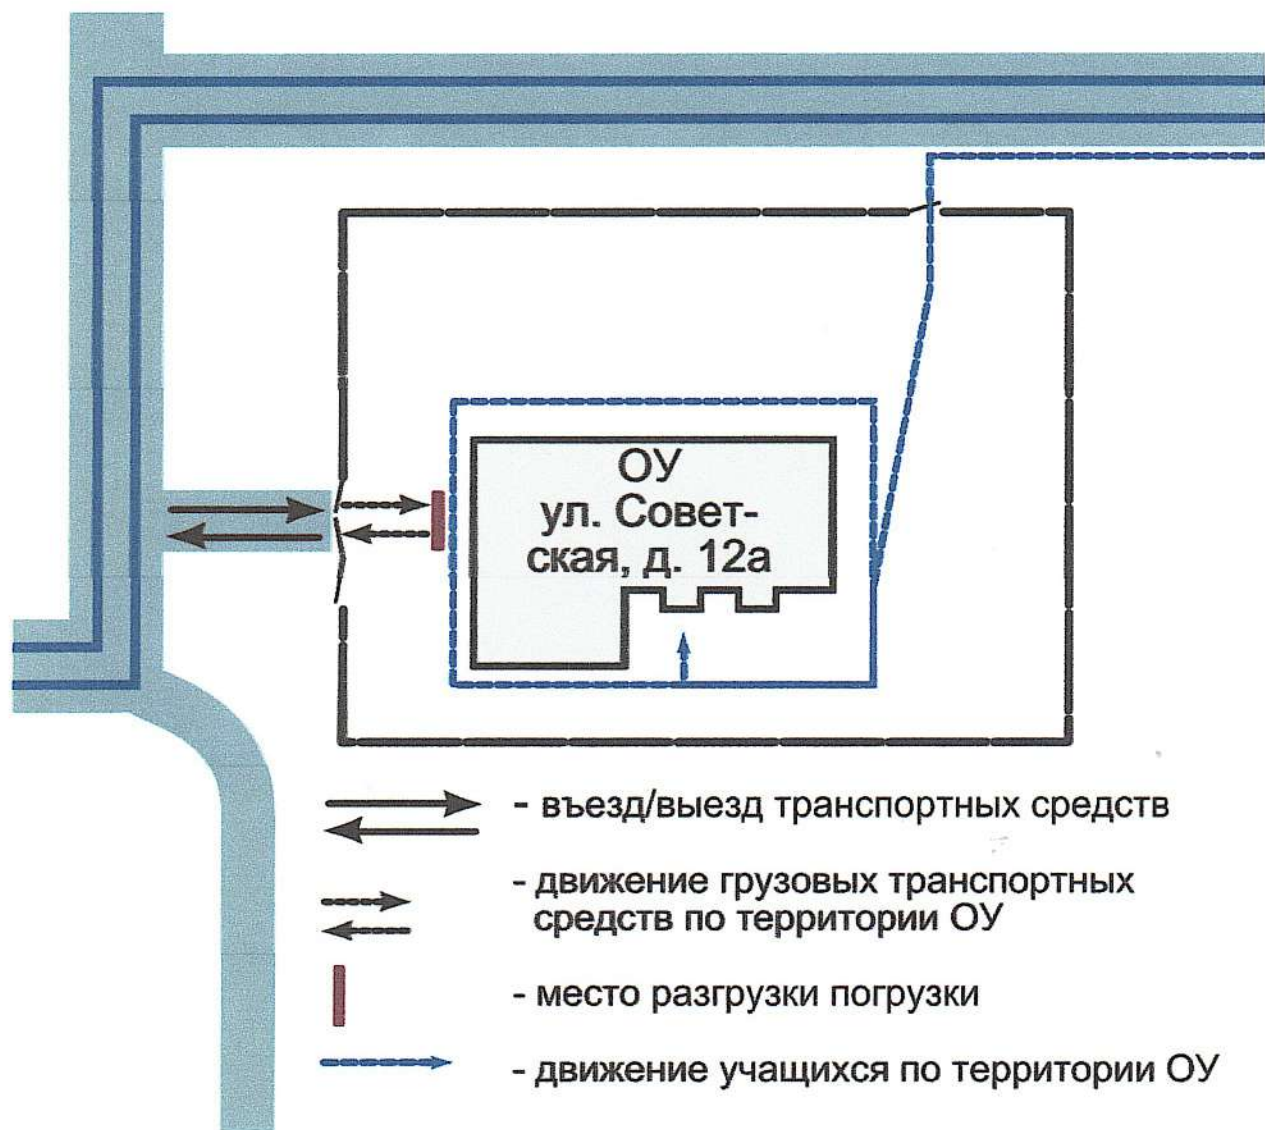 ОУ
ул. Совет-
ская, д. 12а
- въезд/выезд транспортных средств
- движение грузовых транспортных
средств по территории ОУ
- место разгрузки погрузки
- движение учащихся по территории ОУ